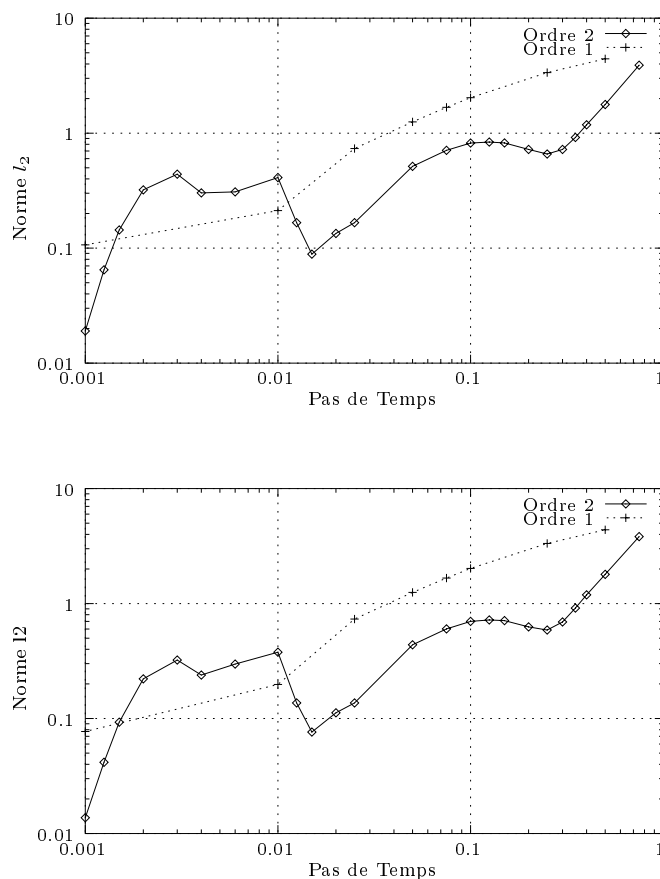 10
Ordre 2
Ordre 1
1
Norme l2
0.1
0.01
0.001
0.01
0.1
1
Pas de Temps
10
Ordre 2
Ordre 1
1
Norme l2
0.1
0.01
0.001
0.01
0.1
1
Pas de Temps